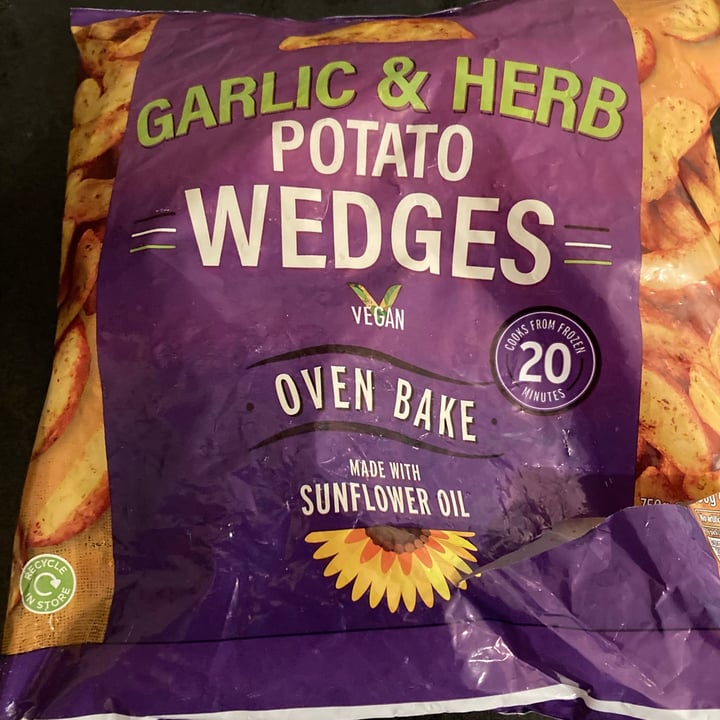 GARLIC & HERB
POTATO
WEDGES
VEGAN
COOKS FROM FROZEN
20
MINUTES
OVEN BAKE
MADE WITH
SUNFLOWER OIL
RECYCLE
IN STORE